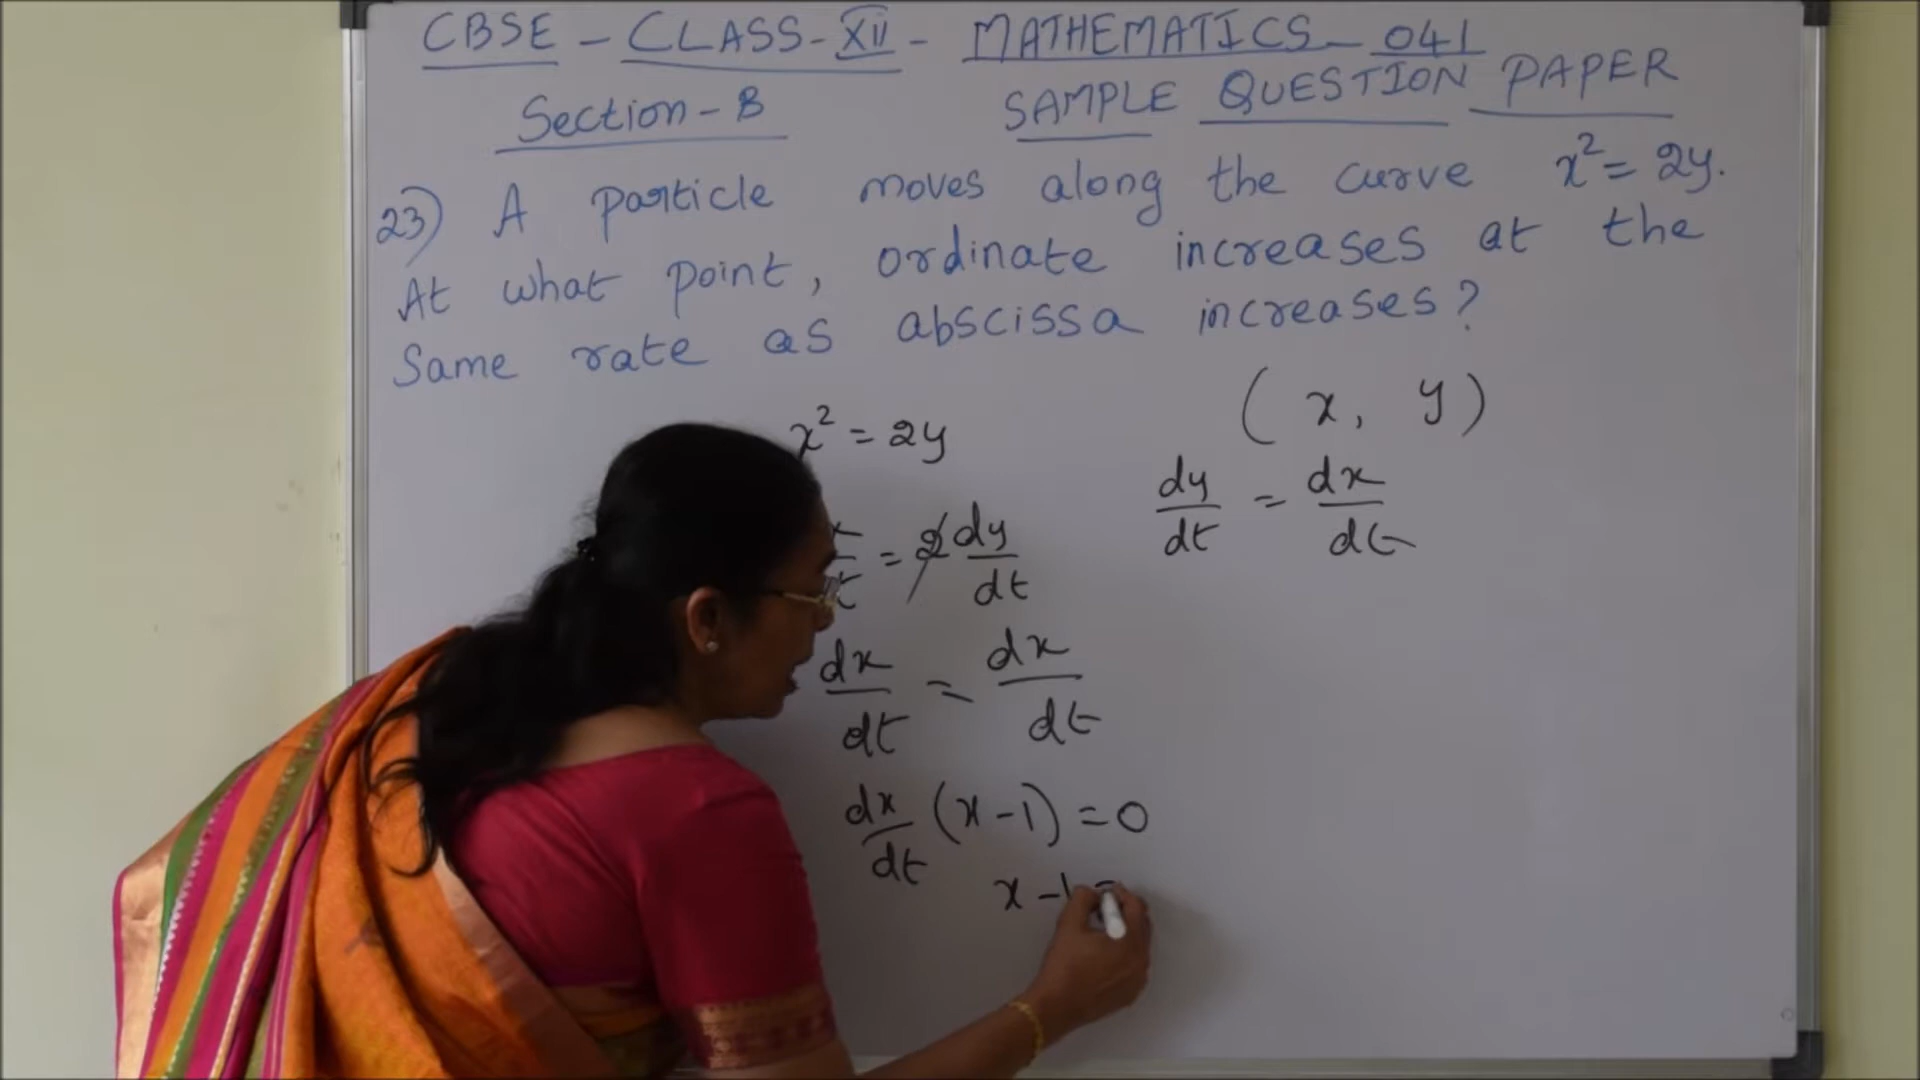 CBSE - CLASS - XII - MATHEMATICS - 041
Section - B SAMPLE QUESTION PAPER
23) A particle moves along the curve x² = 2y.
At what point, ordinate increases at the
Same rate as abscissa increases?
(x, y)
x² = 2y
dy/dt = dx/dt
= 2 dy/dt
dx/dt = dx/dt
dx/dt (x - 1) = 0
x - 1 =